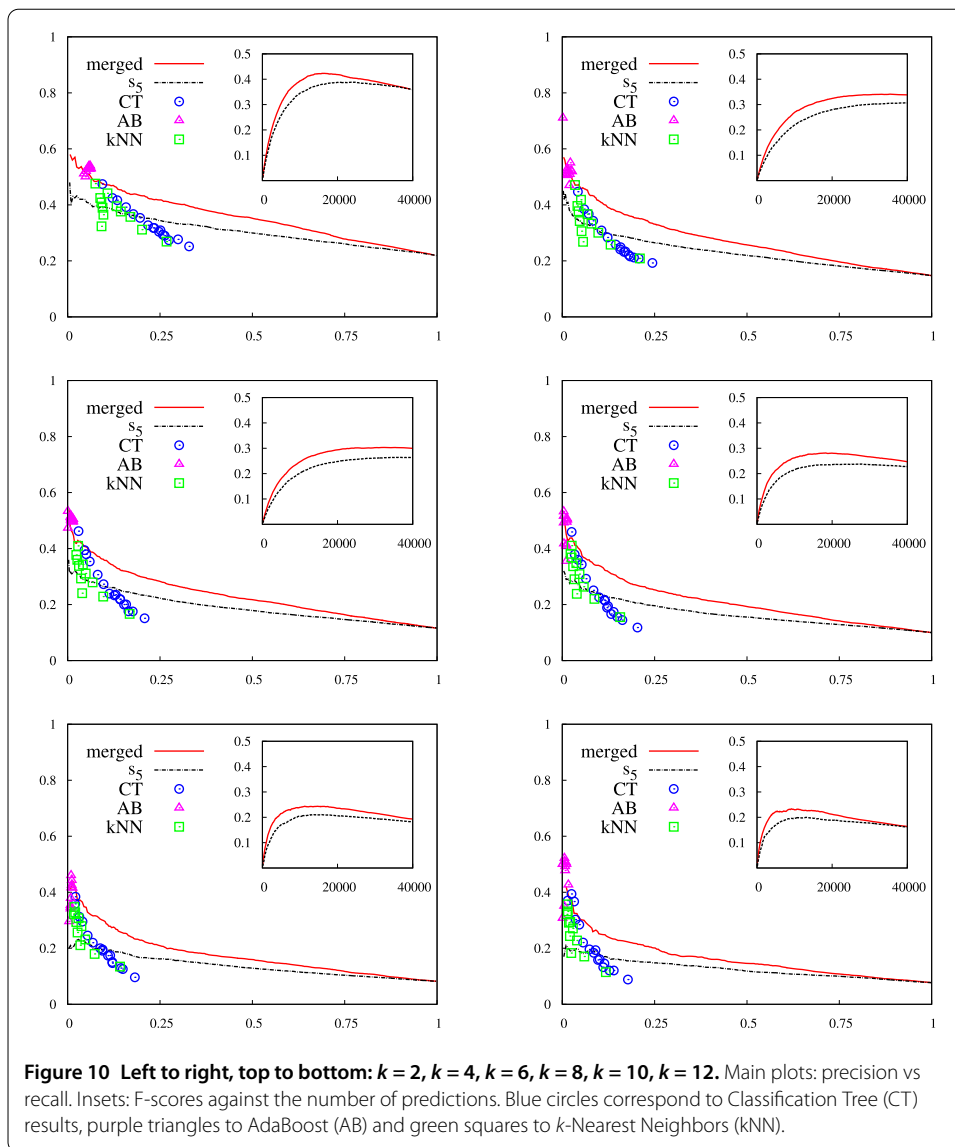 1
0.8
0.6
0.4
0.2
0
0 0.25 0.5 0.75 1
merged
s5
CT
AB
kNN
0.5
0.4
0.3
0.2
0.1
0 20000 40000
1
0.8
0.6
0.4
0.2
0
0 0.25 0.5 0.75 1
merged
s5
CT
AB
kNN
0.5
0.4
0.3
0.2
0.1
0 20000 40000
1
0.8
0.6
0.4
0.2
0
0 0.25 0.5 0.75 1
merged
s5
CT
AB
kNN
0.5
0.4
0.3
0.2
0.1
0 20000 40000
1
0.8
0.6
0.4
0.2
0
0 0.25 0.5 0.75 1
merged
s5
CT
AB
kNN
0.5
0.4
0.3
0.2
0.1
0 20000 40000
1
0.8
0.6
0.4
0.2
0
0 0.25 0.5 0.75 1
merged
s5
CT
AB
kNN
0.5
0.4
0.3
0.2
0.1
0 20000 40000
1
0.8
0.6
0.4
0.2
0
0 0.25 0.5 0.75 1
merged
s5
CT
AB
kNN
0.5
0.4
0.3
0.2
0.1
0 20000 40000
Figure 10 Left to right, top to bottom: k = 2, k = 4, k = 6, k = 8, k = 10, k = 12. Main plots: precision vs
recall. Insets: F-scores against the number of predictions. Blue circles correspond to Classification Tree (CT)
results, purple triangles to AdaBoost (AB) and green squares to k-Nearest Neighbors (kNN).